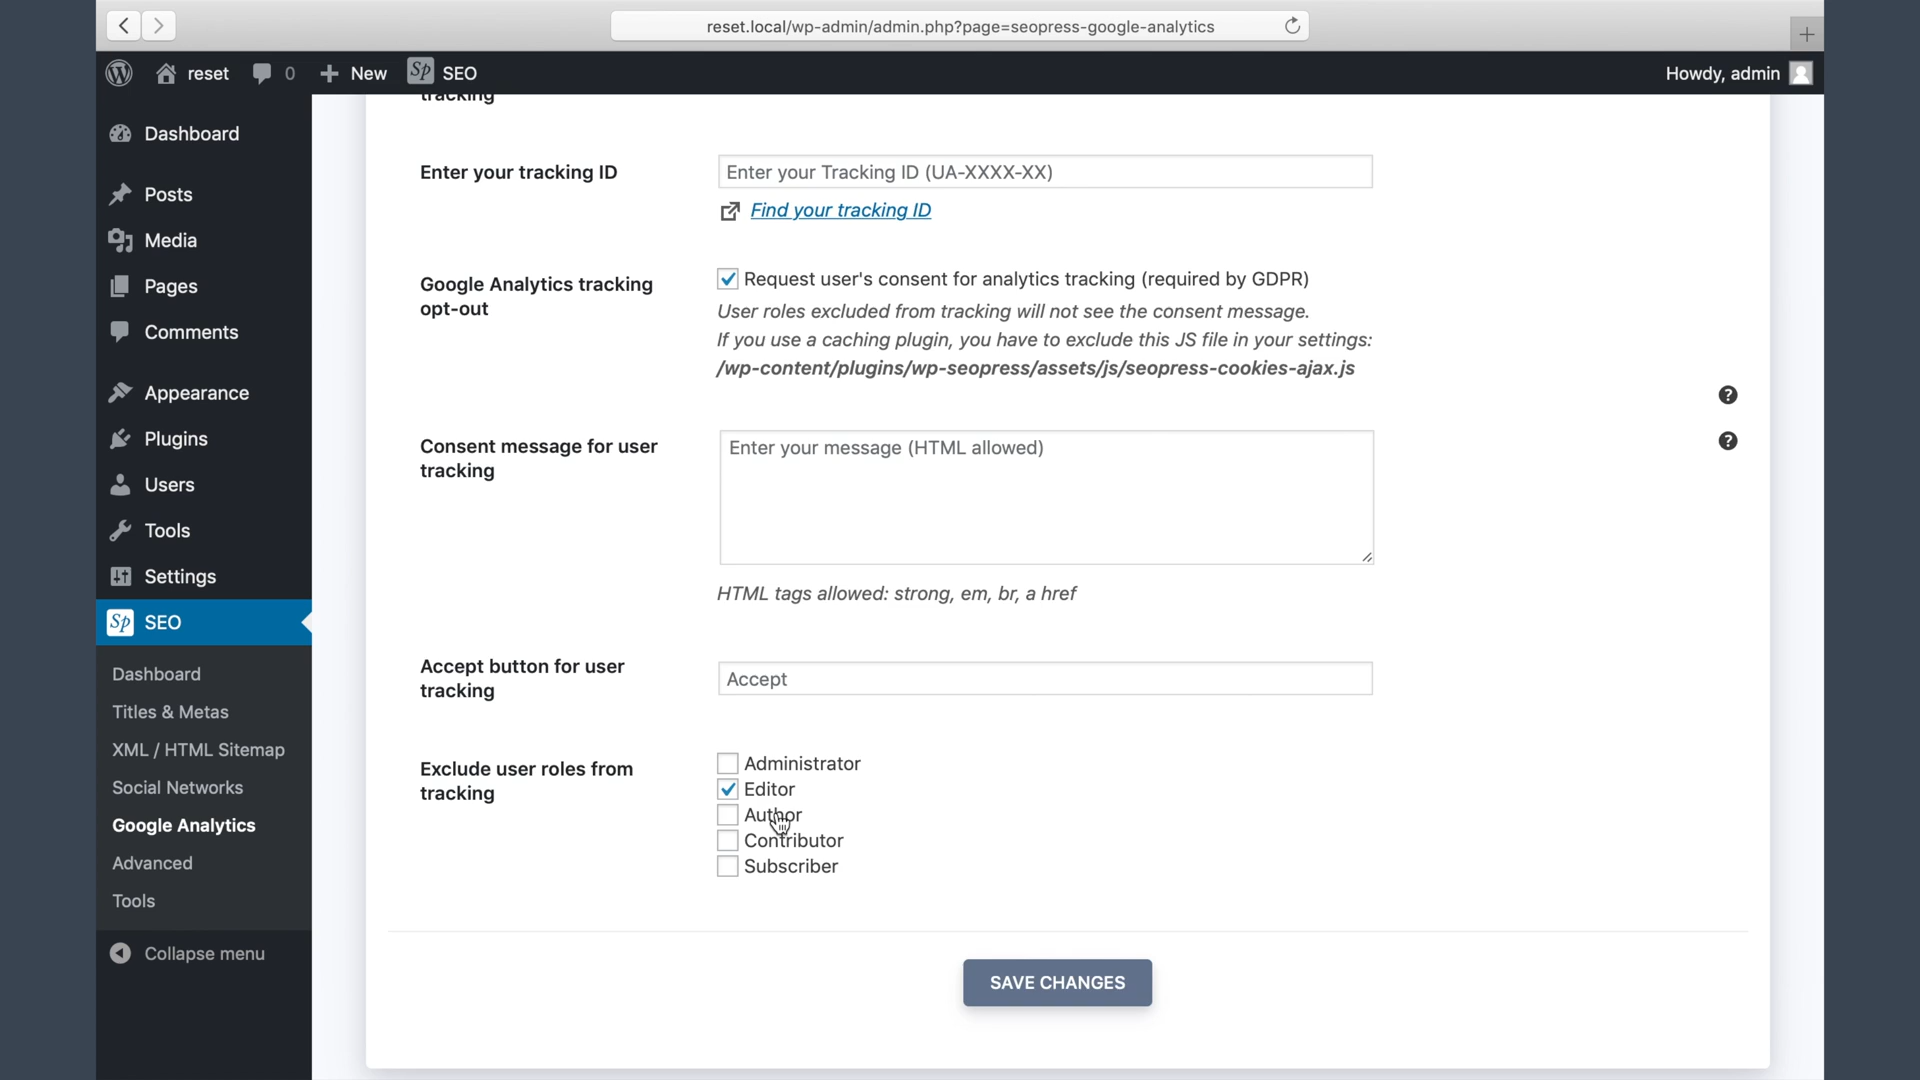 reset.local/wp-admin/admin.php?page=seopress-google-analytics
reset
0
New
Sp
SEO
Howdy, admin
Dashboard
Posts
Media
Pages
Comments
Appearance
Plugins
Users
Tools
Settings
Sp SEO
Dashboard
Titles & Metas
XML / HTML Sitemap
Social Networks
Google Analytics
Advanced
Tools
Collapse menu
tracking
Enter your tracking ID
Enter your Tracking ID (UA-XXXX-XX)
Find your tracking ID
Google Analytics tracking
opt-out
Request user's consent for analytics tracking (required by GDPR)
User roles excluded from tracking will not see the consent message.
If you use a caching plugin, you have to exclude this JS file in your settings:
/wp-content/plugins/wp-seopress/assets/js/seopress-cookies-ajax.js
?
Consent message for user
tracking
Enter your message (HTML allowed)
?
HTML tags allowed: strong, em, br, a href
Accept button for user
tracking
Accept
Exclude user roles from
tracking
Administrator
Editor
Author
Contributor
Subscriber
SAVE CHANGES